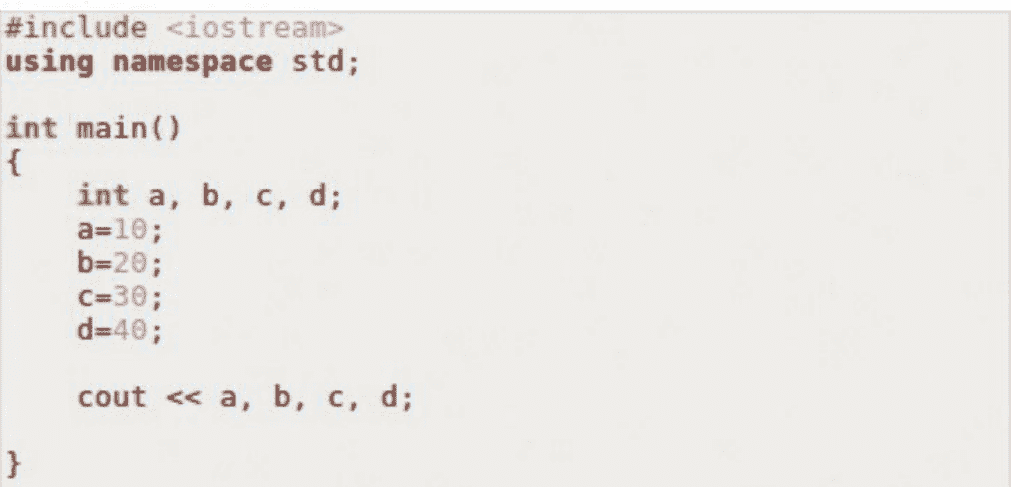 #include <iostream>
using namespace std;
int main()
{
int a, b, c, d;
a=10;
b=20;
c=30;
d=40;
cout << a, b, c, d;
}